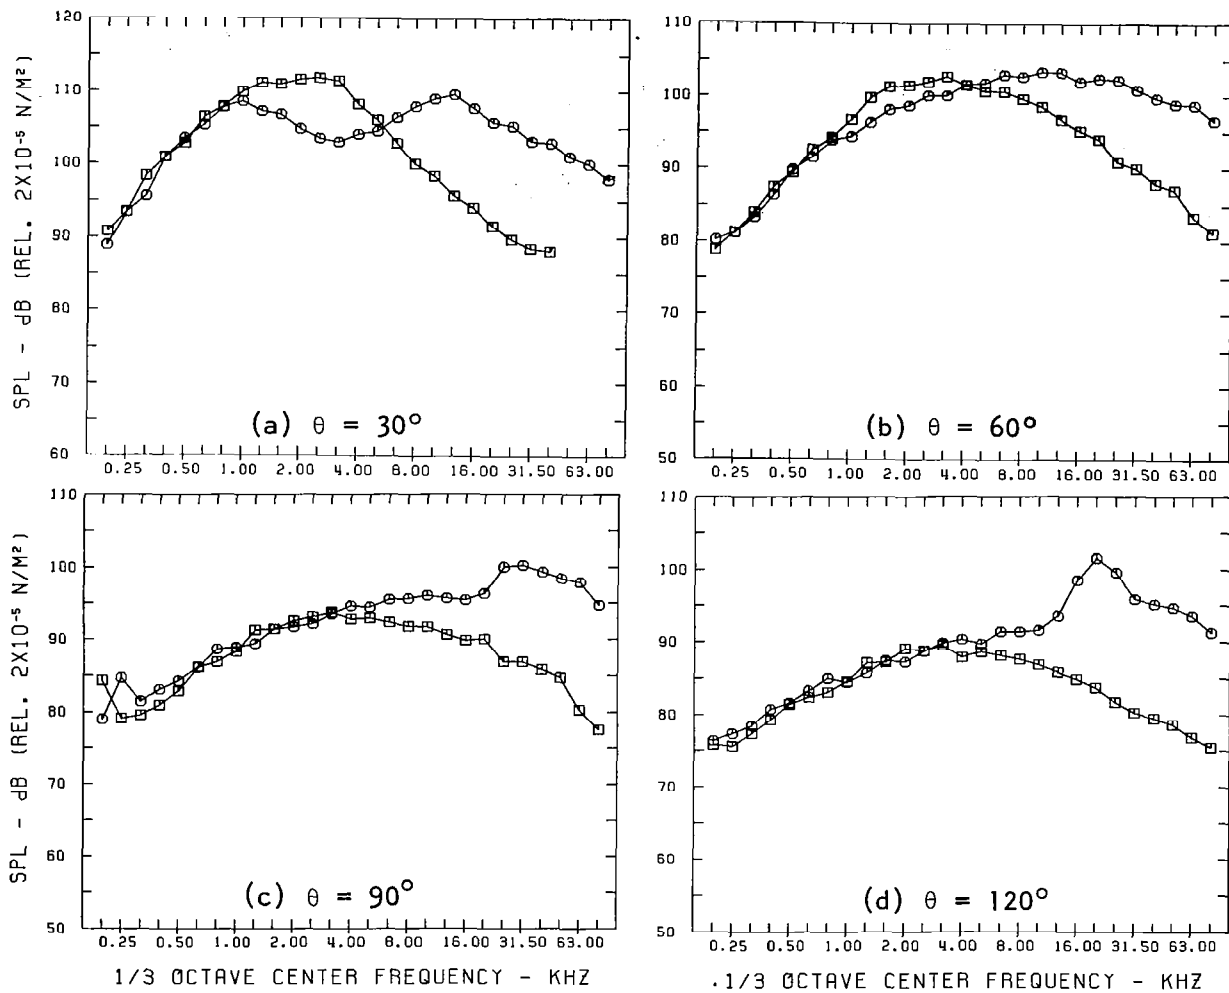 SPL - dB (REL. 2X10⁻⁵ N/M²)
120
110
100
90
80
70
60
(a) θ = 30°
0.25 0.50 1.00 2.00 4.00 8.00 16.00 31.50 63.00
110
100
90
80
70
60
50
(b) θ = 60°
0.25 0.50 1.00 2.00 4.00 8.00 16.00 31.50 63.00
SPL - dB (REL. 2X10⁻⁵ N/M²)
110
100
90
80
70
60
50
(c) θ = 90°
0.25 0.50 1.00 2.00 4.00 8.00 16.00 31.50 63.00
1/3 OCTAVE CENTER FREQUENCY - KHZ
110
100
90
80
70
60
50
(d) θ = 120°
0.25 0.50 1.00 2.00 4.00 8.00 16.00 31.50 63.00
.1/3 OCTAVE CENTER FREQUENCY - KHZ